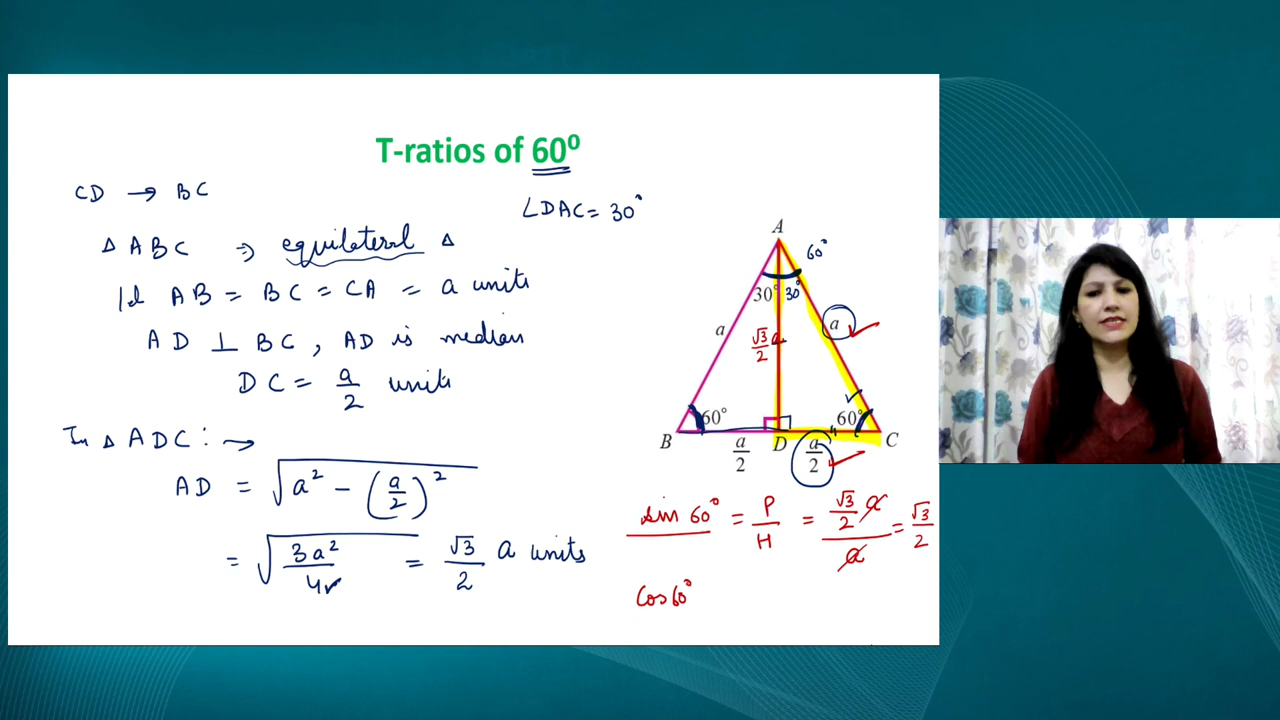 T-ratios of 60⁰
CD → BC
∠DAC = 30°
Δ ABC ⇒ equilateral Δ
let AB = BC = CA = a units
AD ⊥ BC, AD is median
DC = a/2 units
In Δ ADC : →
AD = √(a² − (a/2)²)
= √(3a²/4) = √3/2 a units
A
60°
30° 30°
a
√3/2 a
a
60°
60°
B
a/2
D
a/2
C
sin 60° = P/H = (√3/2 a)/a = √3/2
cos 60°